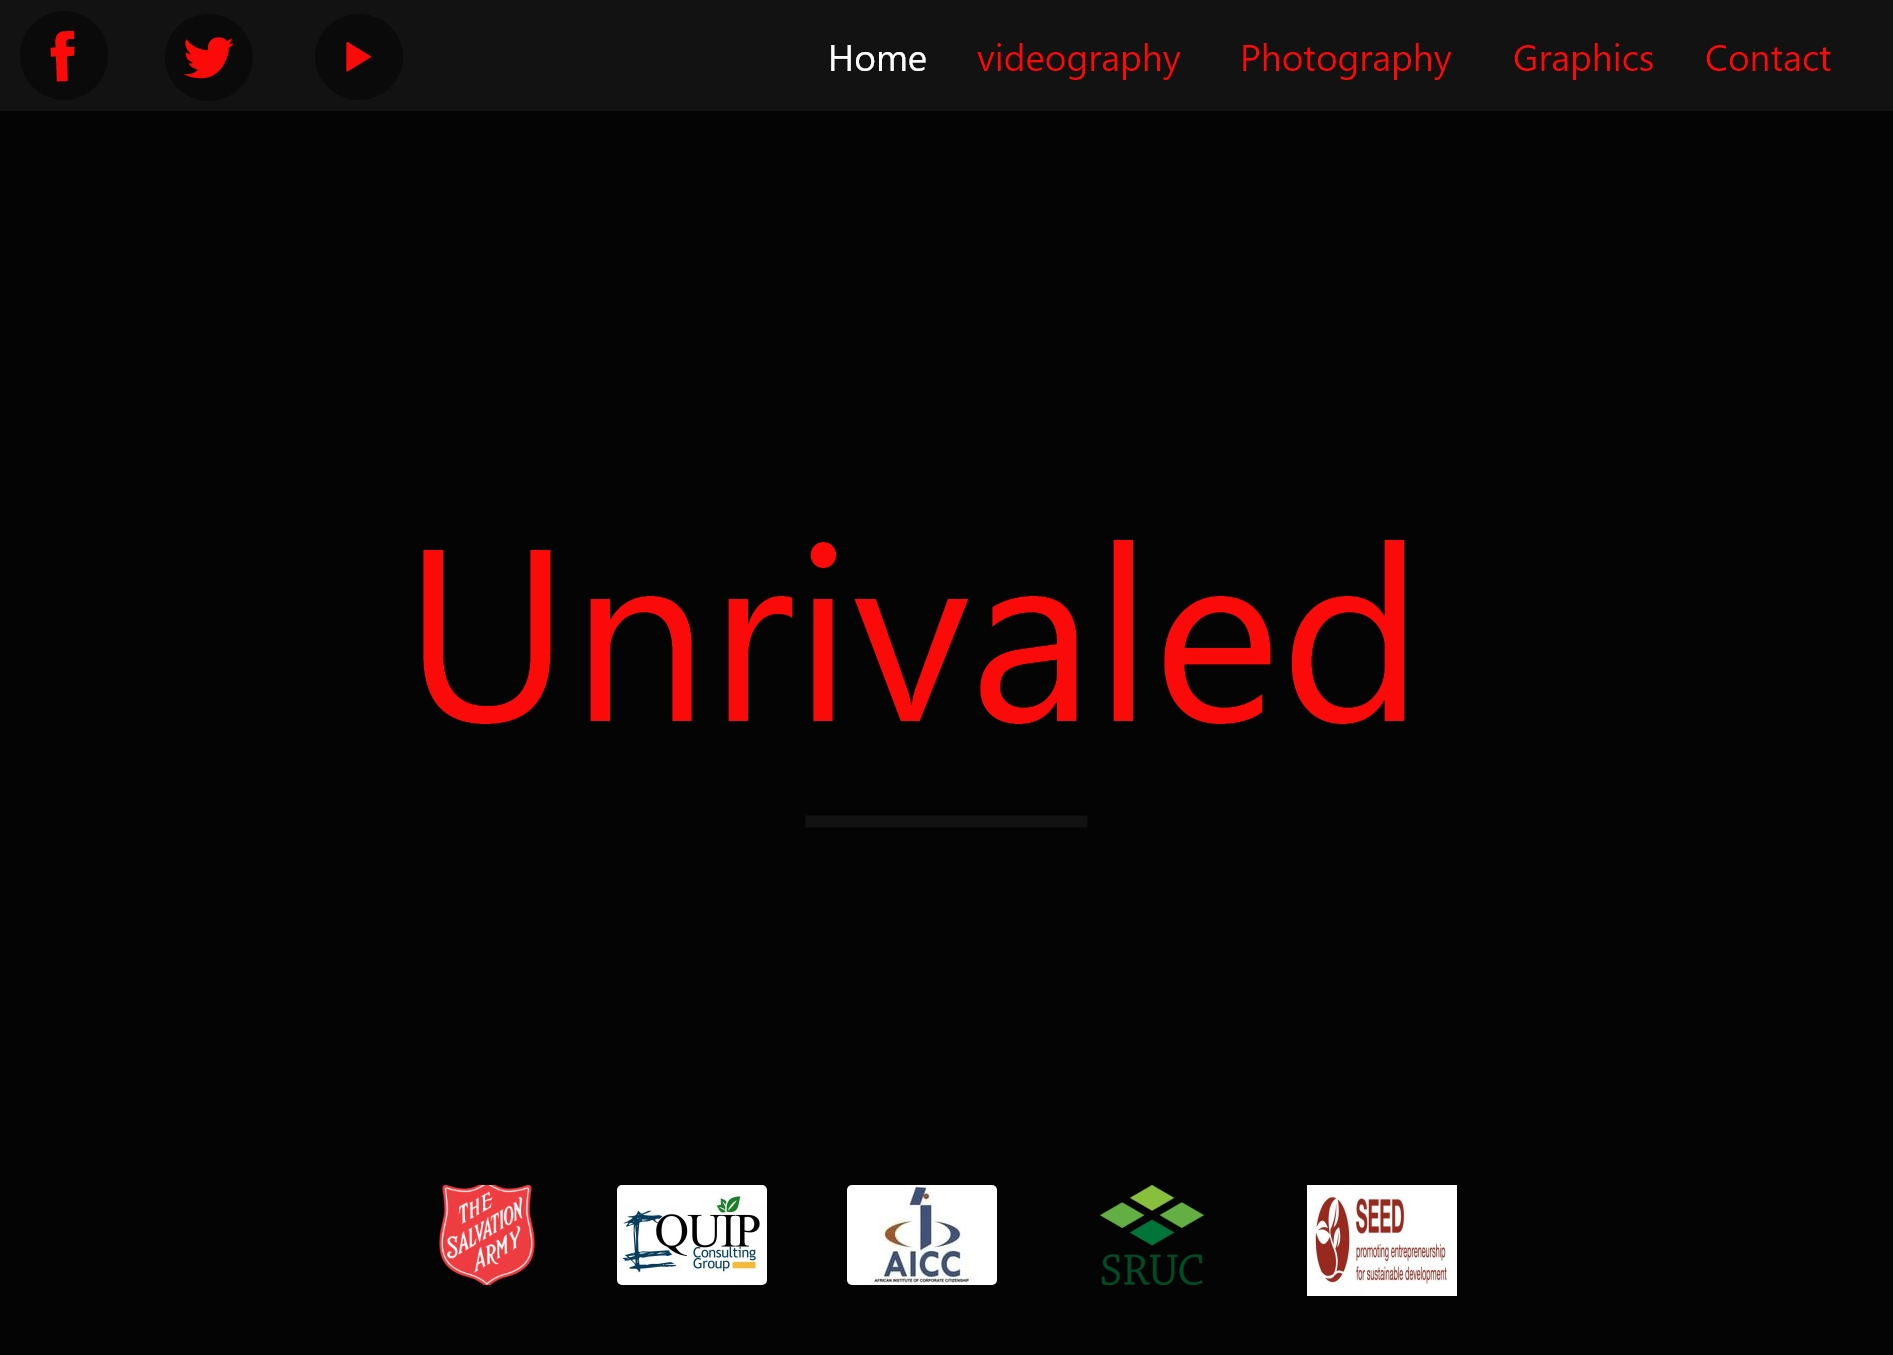 Home videography Photography Graphics Contact
Unrivaled
THE
SALVATION
ARMY
EQUIP
Consulting
Group
AICC
AFRICAN INSTITUTE OF CORPORATE CITIZENSHIP
SRUC
SEED
promoting entrepreneurship
for sustainable development